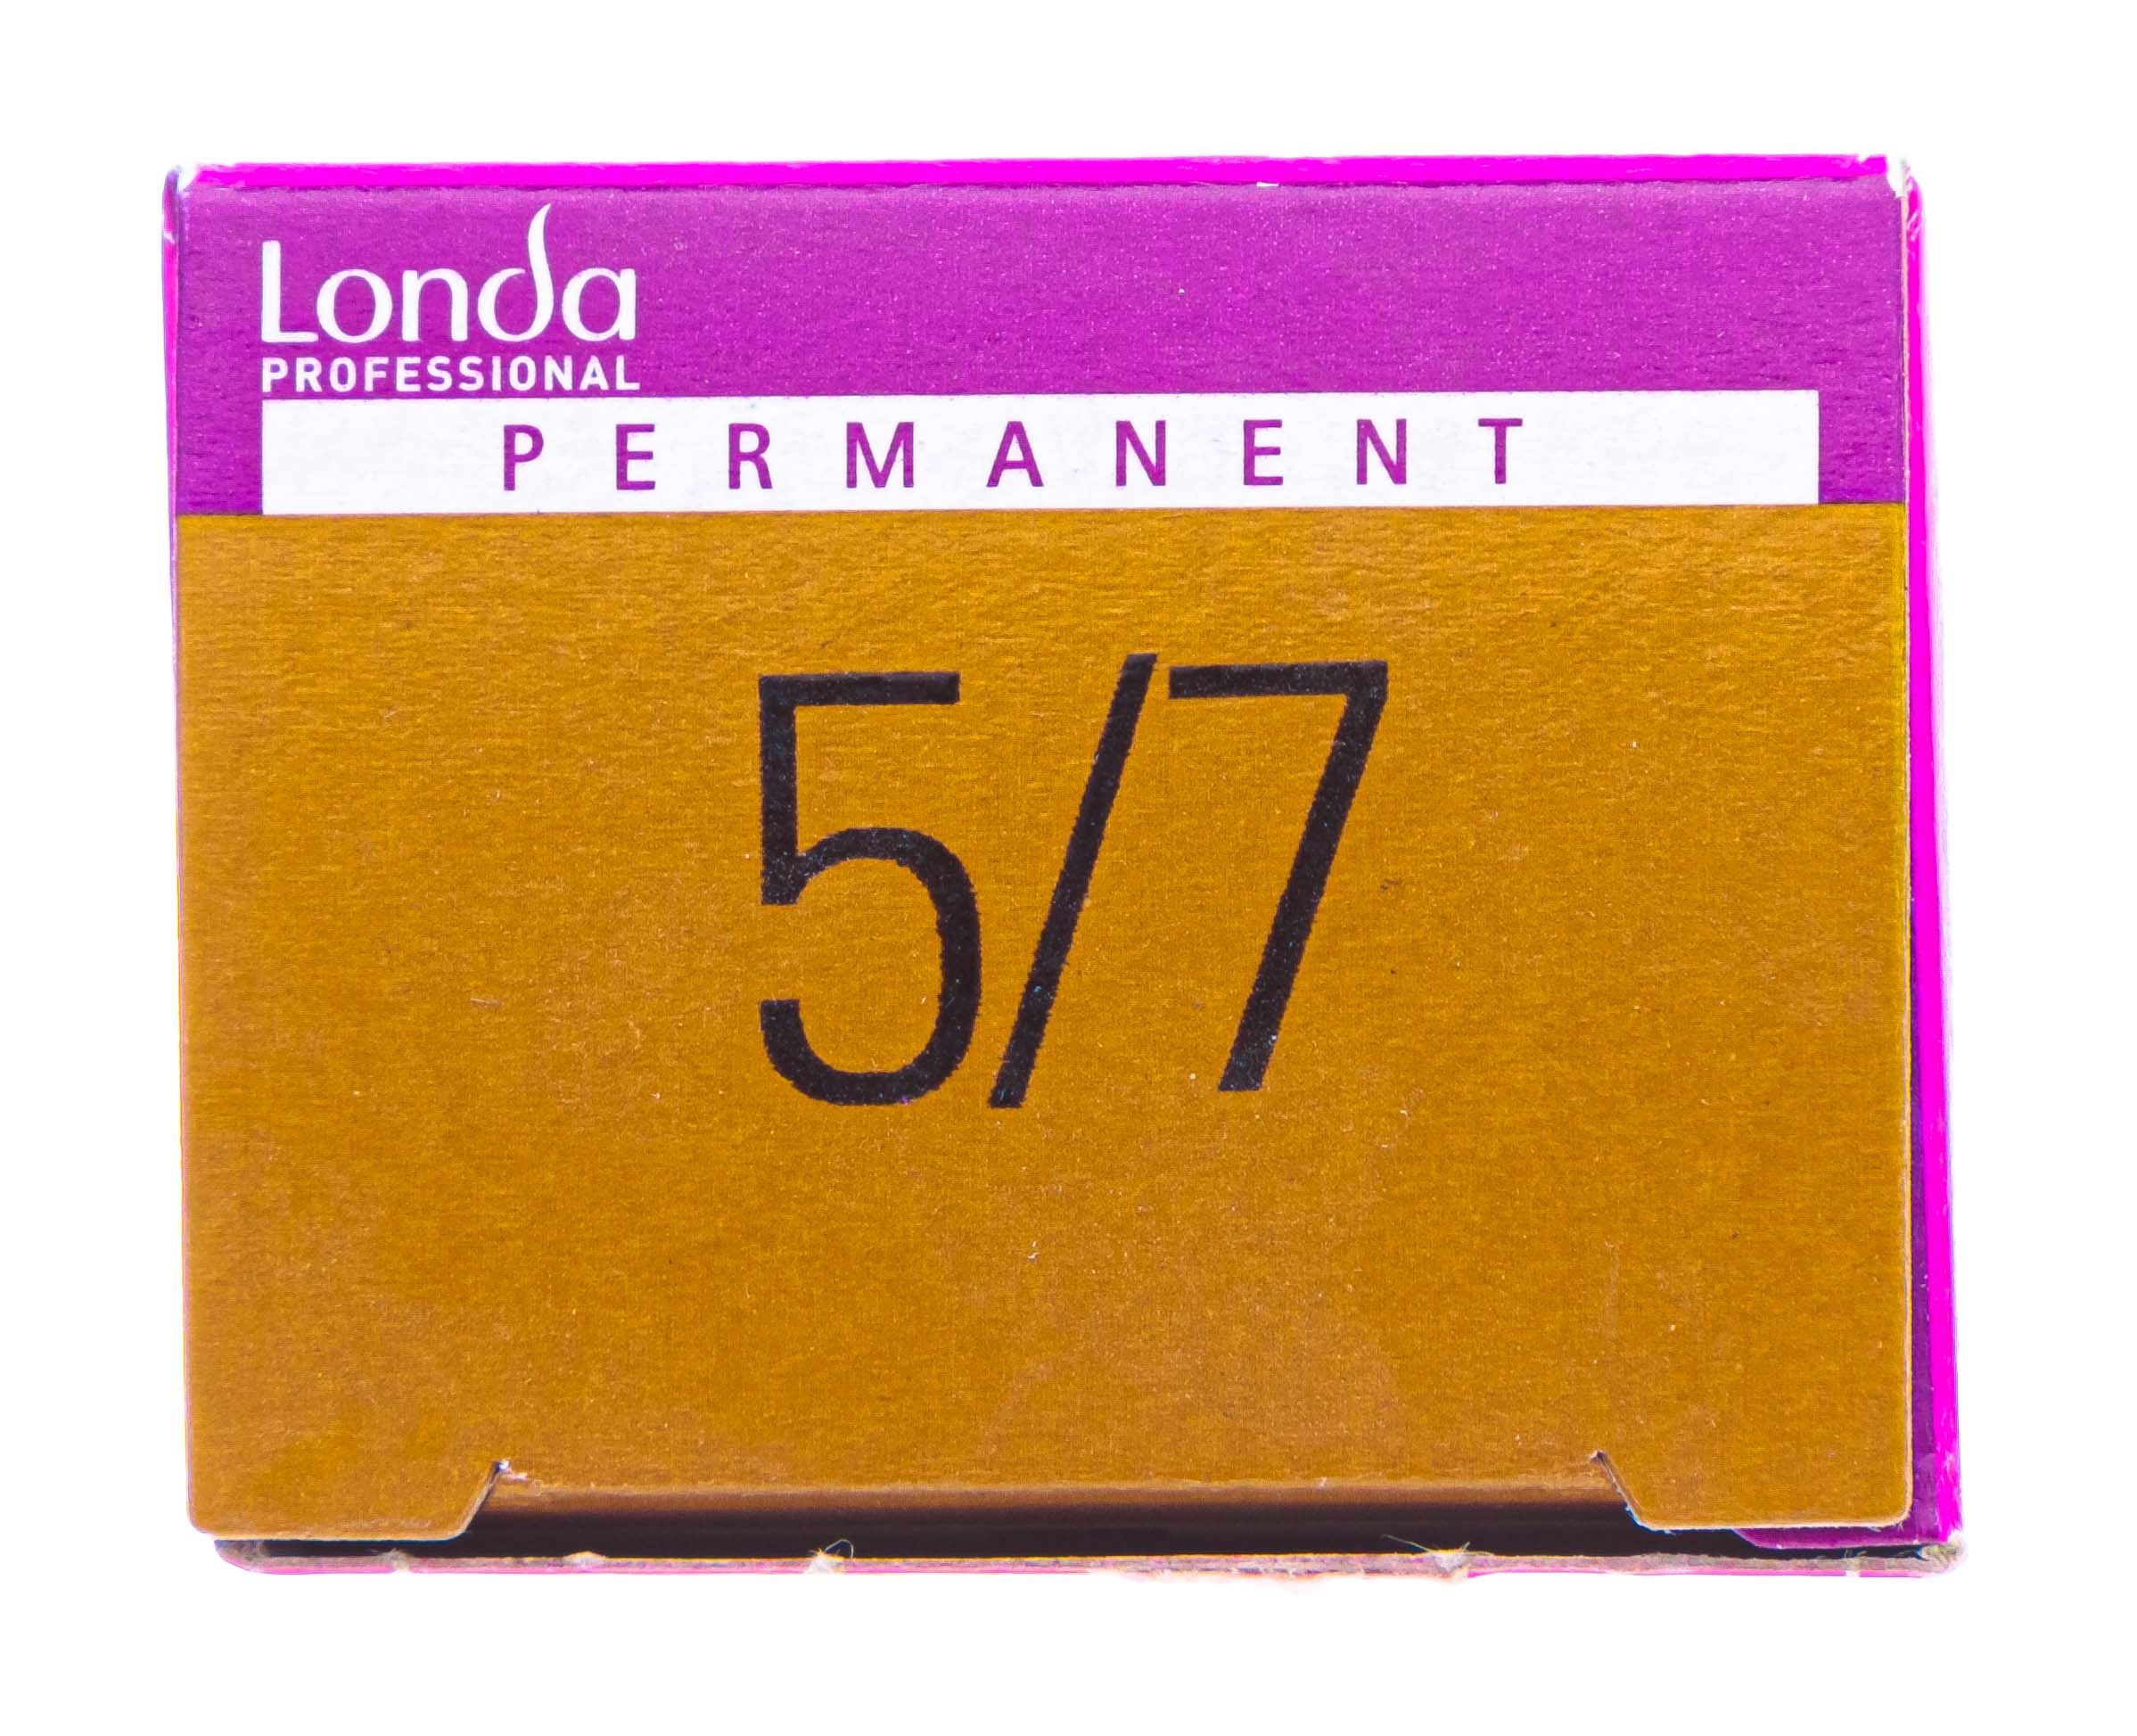 Londa
PROFESSIONAL
PERMANENT
5/7